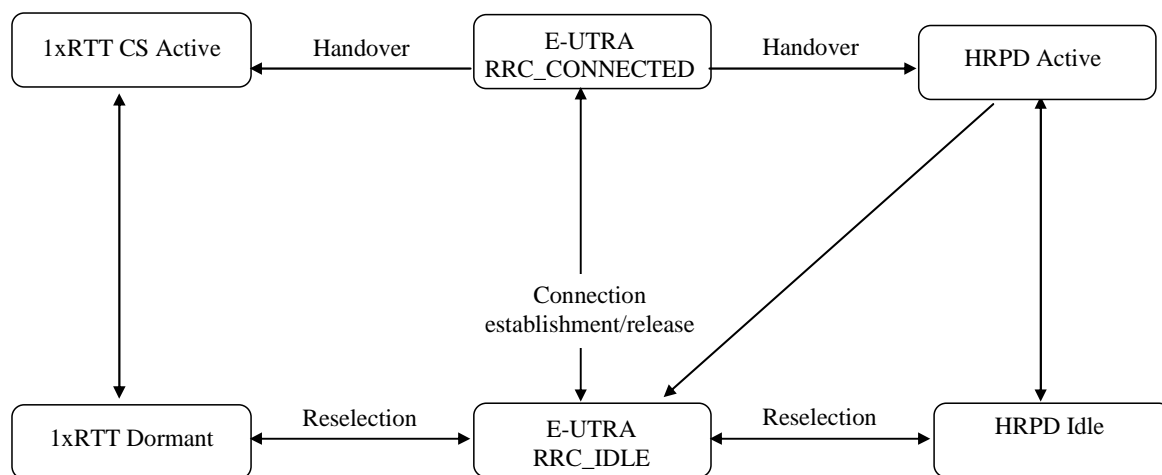 1xRTT CS Active
Handover
E-UTRA
RRC_CONNECTED
Handover
HRPD Active
Connection
establishment/release
1xRTT Dormant
Reselection
E-UTRA
RRC_IDLE
Reselection
HRPD Idle